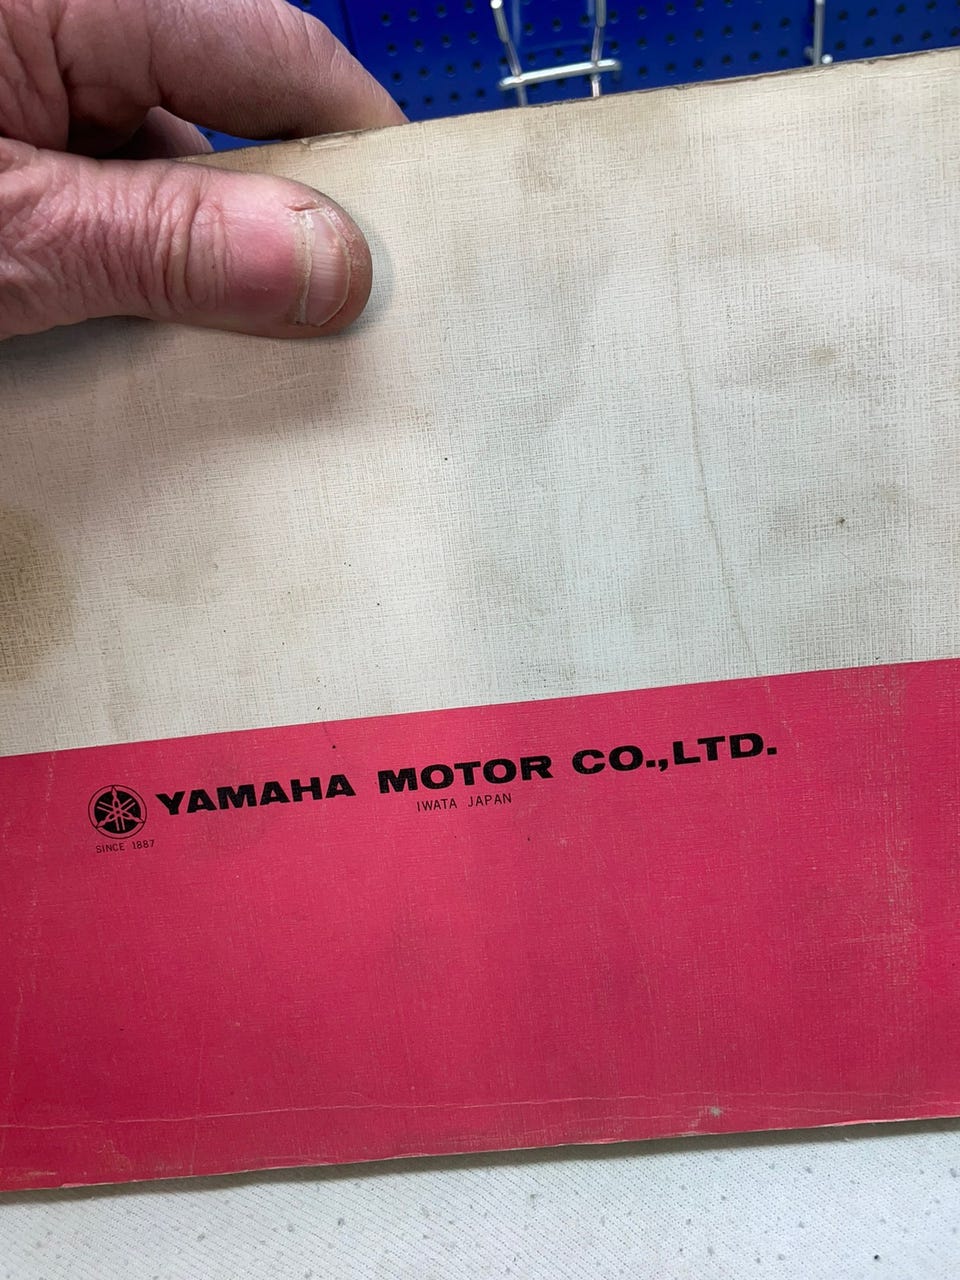 YAMAHA MOTOR CO.,LTD.
IWATA JAPAN
SINCE 1887